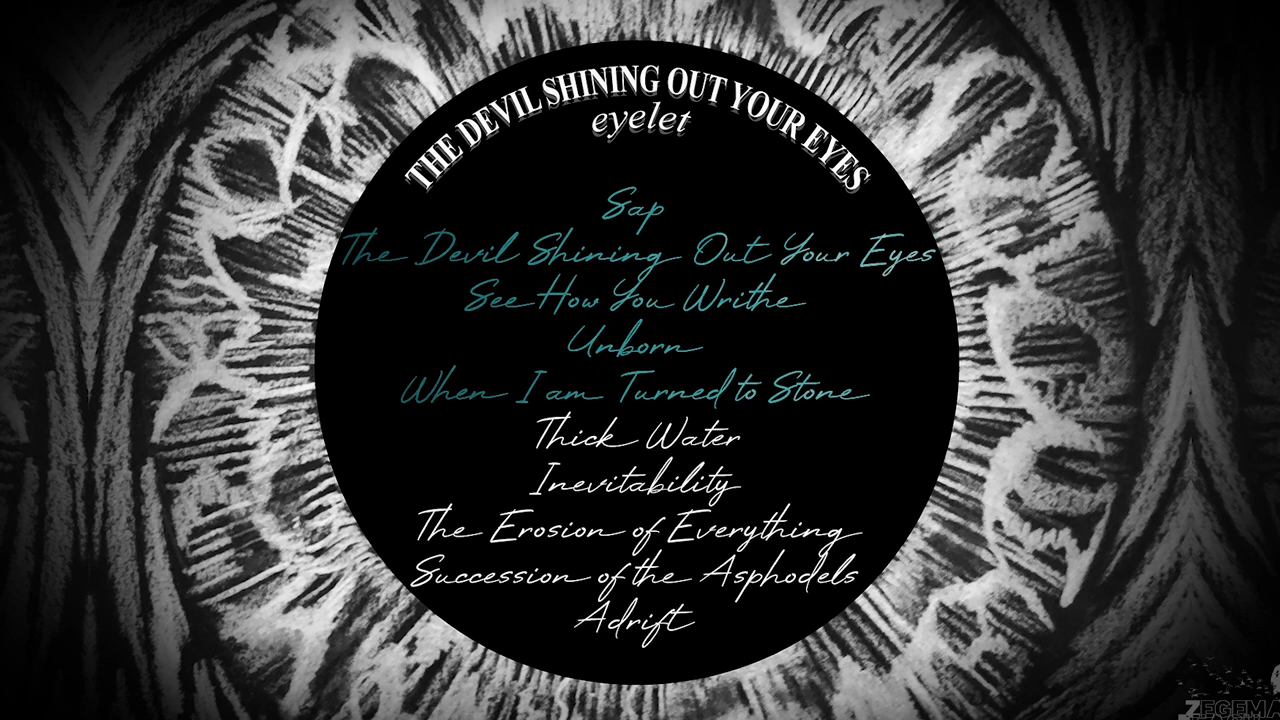 THE DEVIL SHINING OUT YOUR EYES
eyelet
Sap
The Devil Shining Out Your Eyes
See How You Writhe
Unborn
When I am Turned to Stone
Thick Water
Inevitability
The Erosion of Everything
Succession of the Asphodels
Adrift
ZEGEMA